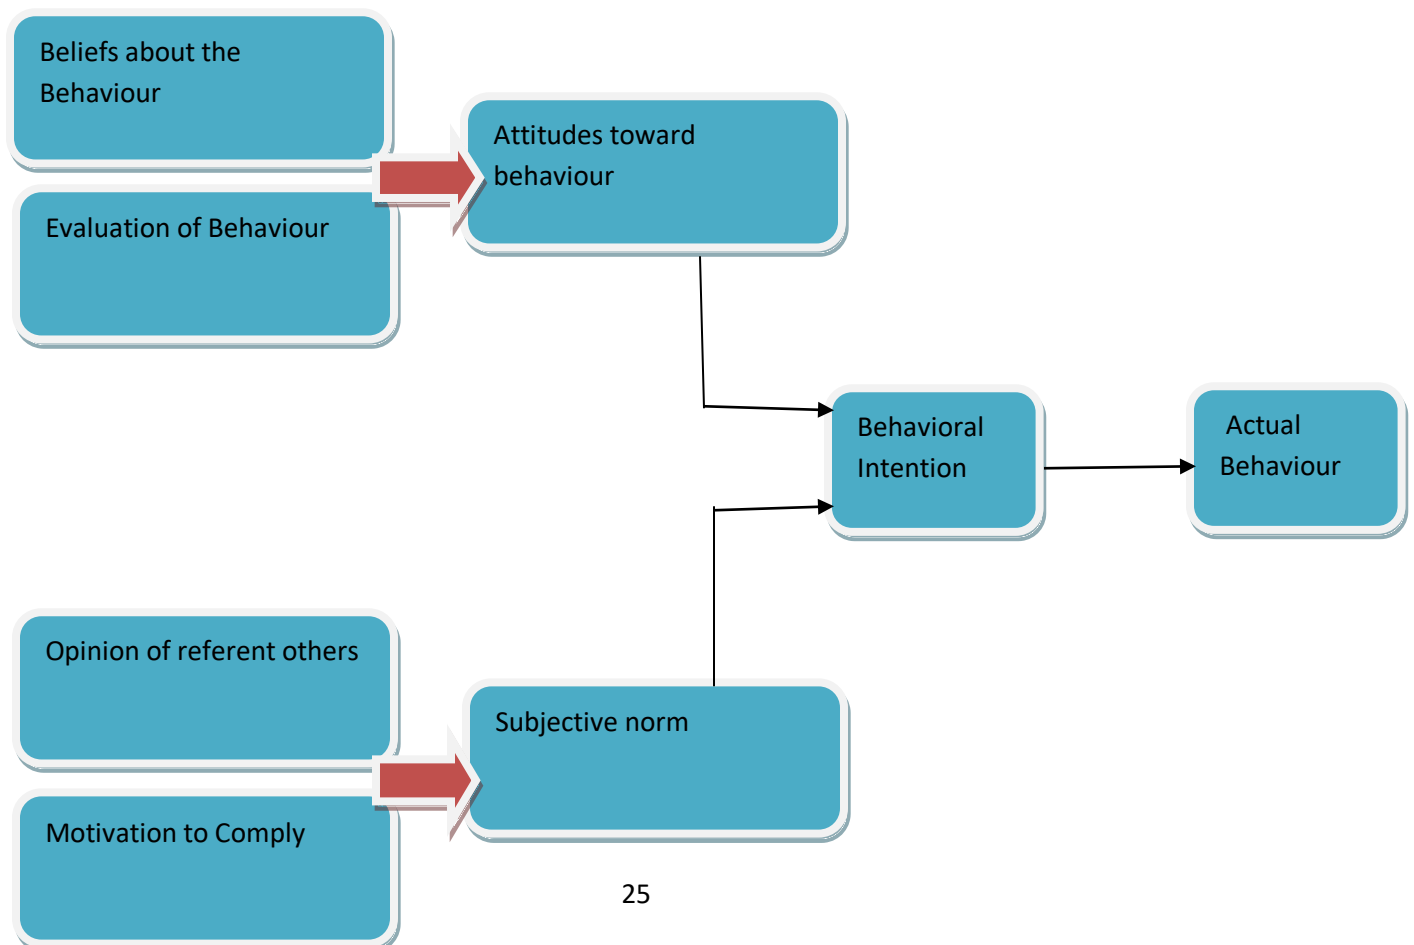 Beliefs about the
Behaviour
Evaluation of Behaviour
Attitudes toward
behaviour
Behavioral
Intention
Actual
Behaviour
Opinion of referent others
Motivation to Comply
Subjective norm
25